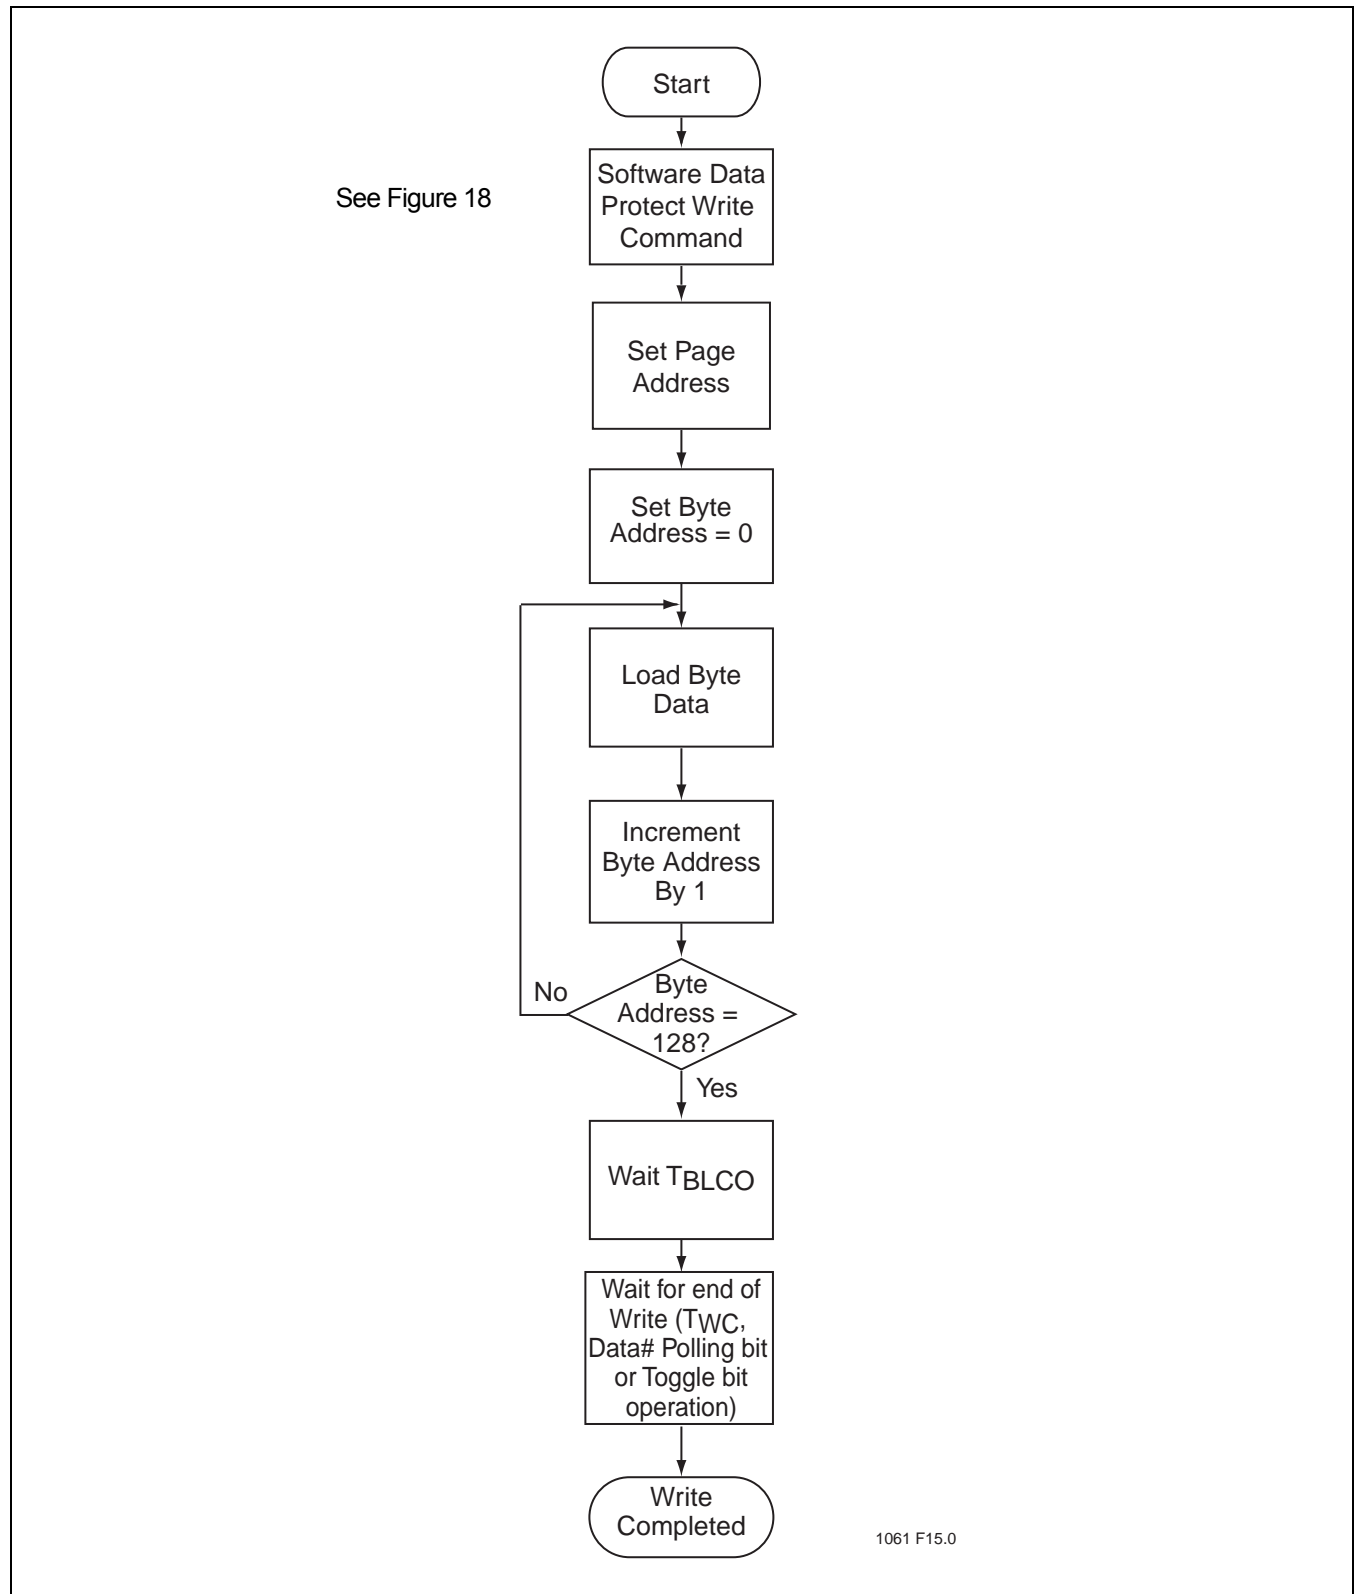 Start
See Figure 18
Software Data
Protect Write
Command
Set Page
Address
Set Byte
Address = 0
Load Byte
Data
Increment
Byte Address
By 1
Byte
Address =
128?
No
Yes
Wait TBLCO
Wait for end of
Write (TWC,
Data# Polling bit
or Toggle bit
operation)
Write
Completed
1061 F15.0